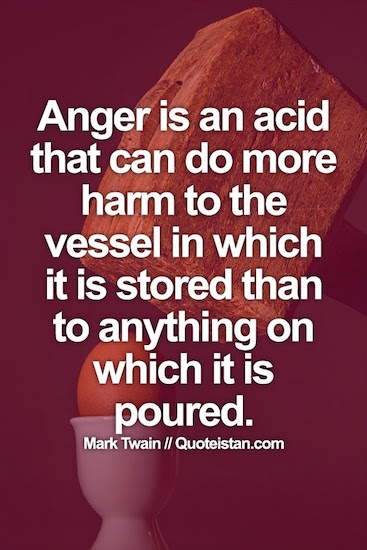 Anger is an acid
that can do more
harm to the
vessel in which
it is stored than
to anything on
which it is
poured.
Mark Twain // Quoteistan.com